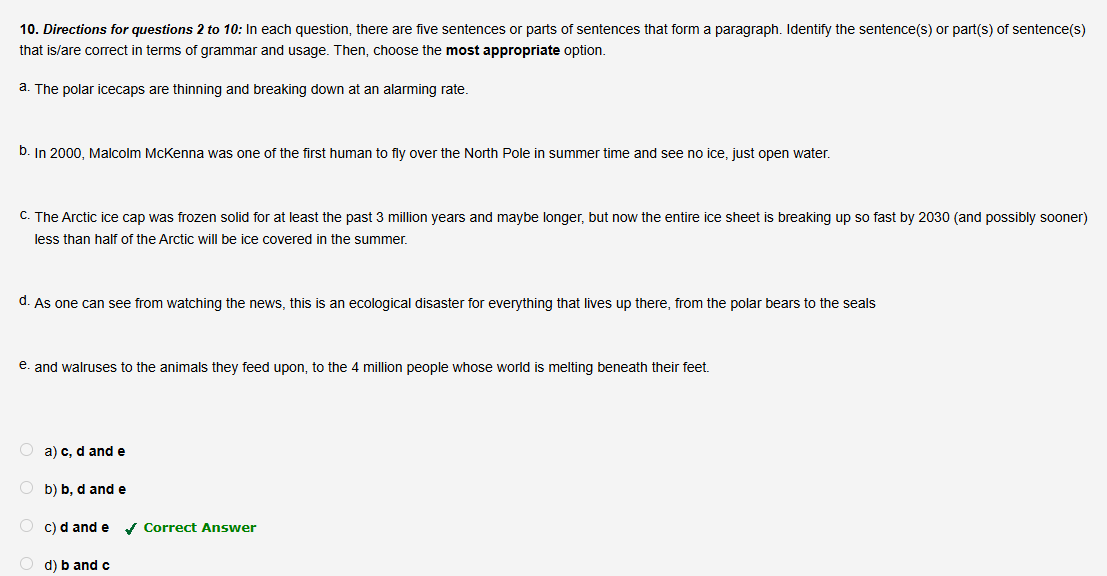 10. Directions for questions 2 to 10: In each question, there are five sentences or parts of sentences that form a paragraph. Identify the sentence(s) or part(s) of sentence(s)
that is/are correct in terms of grammar and usage. Then, choose the most appropriate option.
a. The polar icecaps are thinning and breaking down at an alarming rate.
b. In 2000, Malcolm McKenna was one of the first human to fly over the North Pole in summer time and see no ice, just open water.
c. The Arctic ice cap was frozen solid for at least the past 3 million years and maybe longer, but now the entire ice sheet is breaking up so fast by 2030 (and possibly sooner)
less than half of the Arctic will be ice covered in the summer.
d. As one can see from watching the news, this is an ecological disaster for everything that lives up there, from the polar bears to the seals
e. and walruses to the animals they feed upon, to the 4 million people whose world is melting beneath their feet.
a) c, d and e
b) b, d and e
c) d and e ✓ Correct Answer
d) b and c